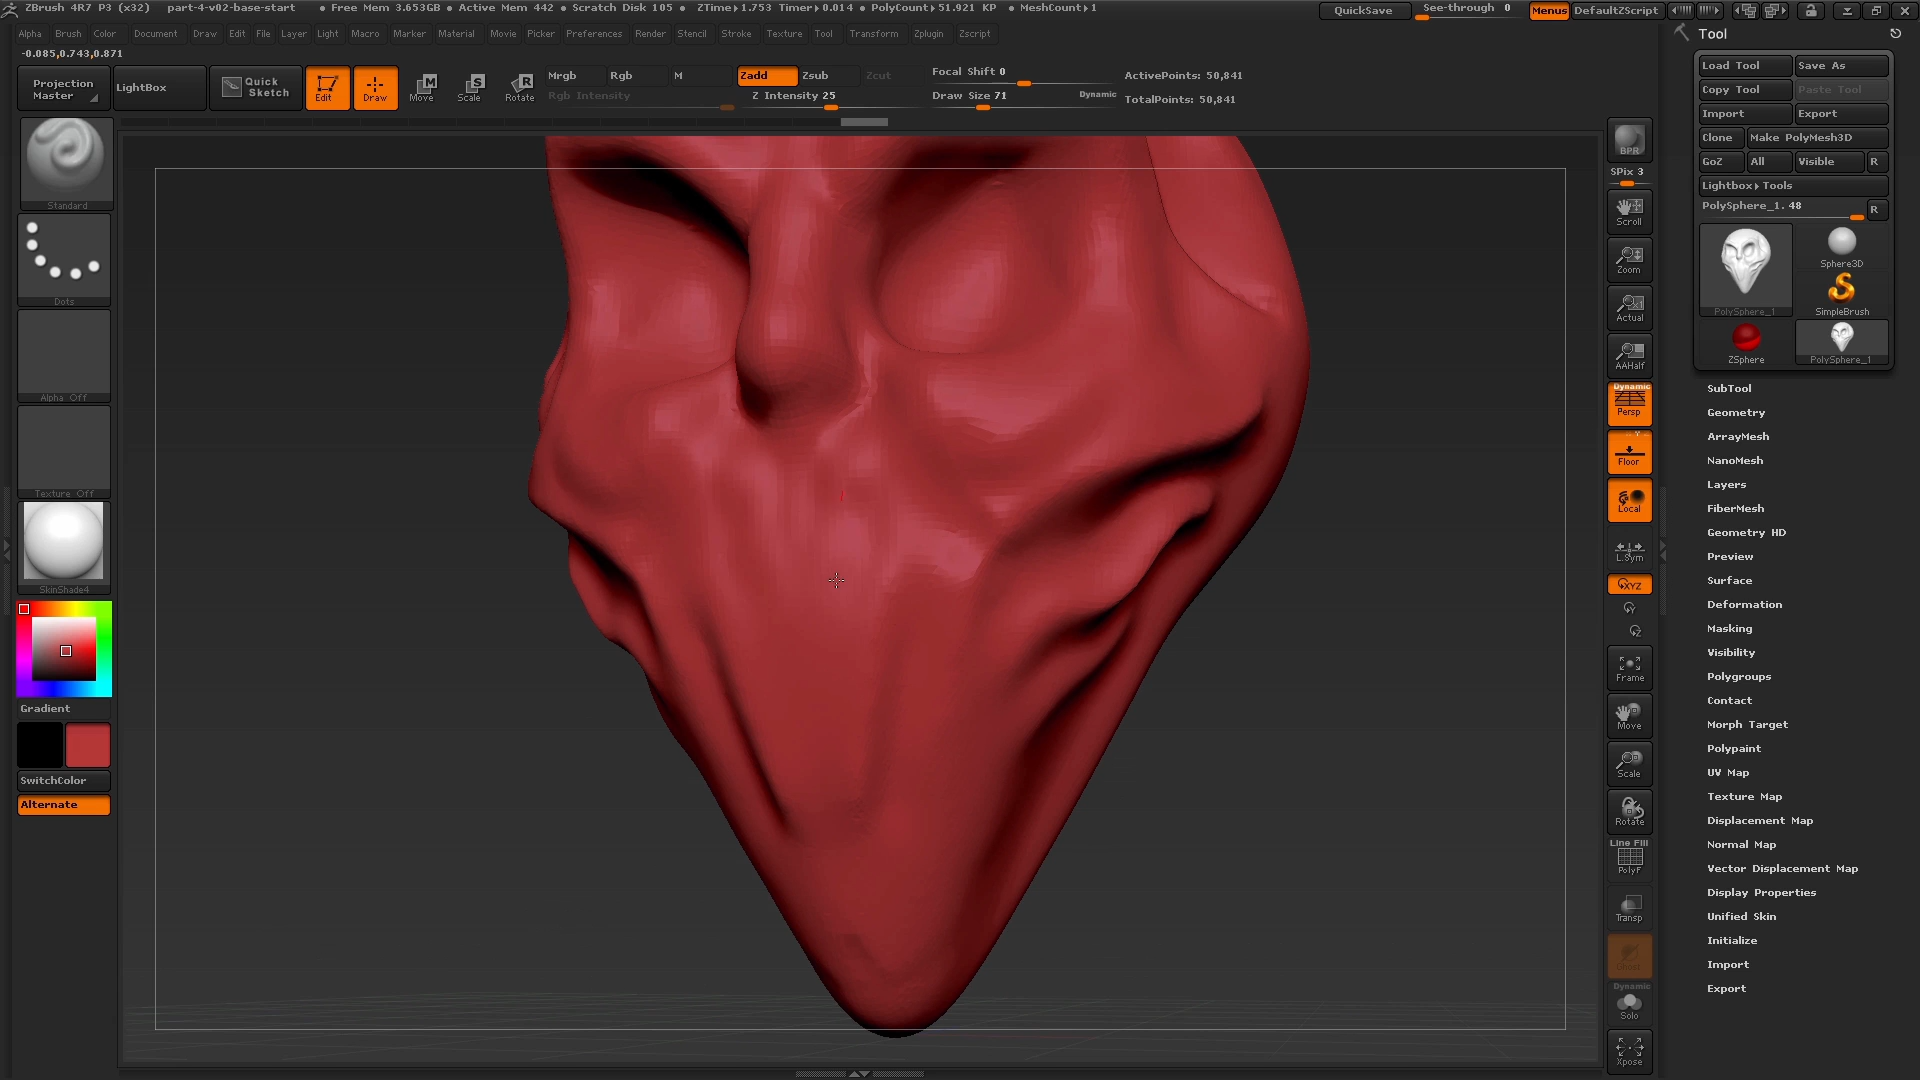 ZBrush 4R7 P3 (x32) part-4-v02-base-start ● Free Mem 3.653GB ● Active Mem 442 ● Scratch Disk 105 ● ZTime▸1.753 Timer▸0.014 ● PolyCount▸51.921 KP ● MeshCount▸1 QuickSave See-through 0 Menus DefaultZScript
Alpha Brush Color Document Draw Edit File Layer Light Macro Marker Material Movie Picker Preferences Render Stencil Stroke Texture Tool Transform Zplugin Zscript
-0.085,0.743,0.871
Projection Master
LightBox
Quick Sketch
Edit
Draw
Move
Scale
Rotate
Mrgb Rgb M
Rgb Intensity
Zadd Zsub Zcut
Z Intensity 25
Focal Shift 0
Draw Size 71
Dynamic
ActivePoints: 50,841
TotalPoints: 50,841
Standard
Dots
Alpha Off
Texture Off
SkinShade4
Gradient
SwitchColor
Alternate
BPR
SPix 3
Scroll
Zoom
Actual
AAHalf
Dynamic
Persp
Floor
Local
L.Sym
XYZ
Y
Z
Frame
Move
Scale
Rotate
Line Fill
PolyF
Transp
Ghost
Dynamic
Solo
Xpose
Tool
Load Tool Save As
Copy Tool Paste Tool
Import Export
Clone Make PolyMesh3D
GoZ All Visible R
Lightbox▸Tools
PolySphere_1. 48 R
PolySphere_1
Sphere3D
SimpleBrush
ZSphere
PolySphere_1
SubTool
Geometry
ArrayMesh
NanoMesh
Layers
FiberMesh
Geometry HD
Preview
Surface
Deformation
Masking
Visibility
Polygroups
Contact
Morph Target
Polypaint
UV Map
Texture Map
Displacement Map
Normal Map
Vector Displacement Map
Display Properties
Unified Skin
Initialize
Import
Export